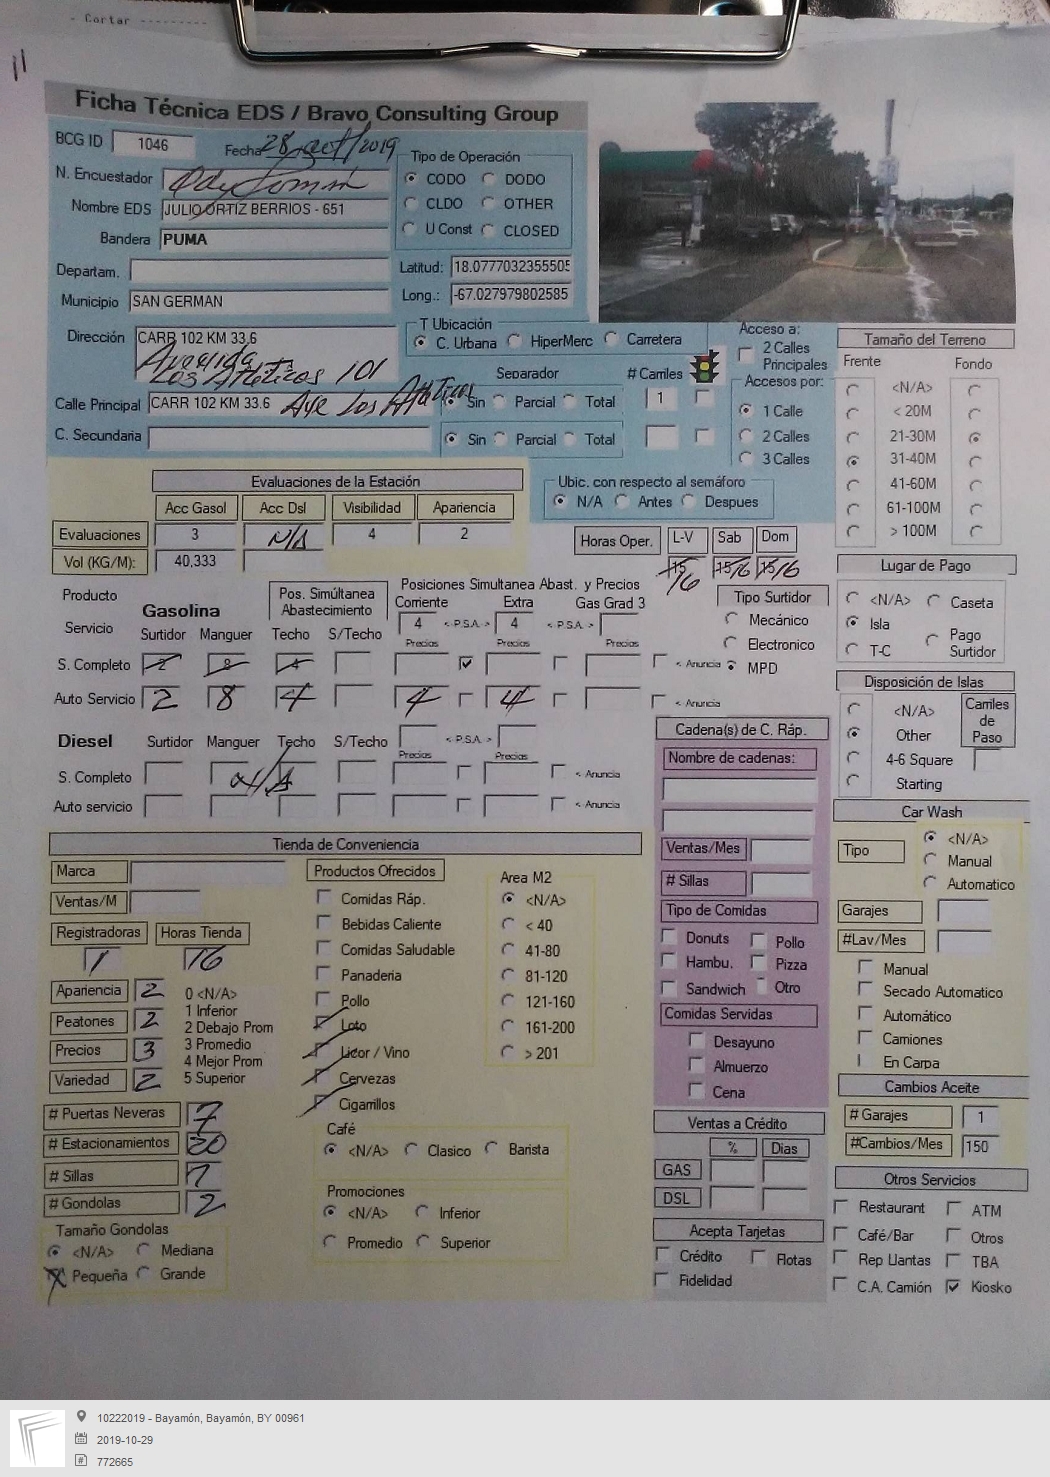 - Cortar ---------
11
Ficha Técnica EDS / Bravo Consulting Group
BCG ID 1046 Fecha 28 2019
N. Encuestador
Nombre EDS JULIO ORTIZ BERRIOS - 651
Bandera PUMA
Departam.
Municipio SAN GERMAN
Tipo de Operación
CODO DODO
CLDO OTHER
U Const CLOSED
Latitud: 18.0777032355505
Long.: -67.027979802585
Dirección CARR 102 KM 33.6
Avenida
Los Atléticos 101
Calle Principal CARR 102 KM 33.6 Ave Los Atléticos
C. Secundaria
T Ubicación
C. Urbana HiperMerc Carretera
Separador # Carriles
Sin Parcial Total 1
Sin Parcial Total
Acceso a:
2 Calles Principales
Accesos por:
1 Calle
2 Calles
3 Calles
Ubic. con respecto al semáforo
N/A Antes Despues
Tamaño del Terreno
Frente Fondo
<N/A>
< 20M
21-30M
31-40M
41-60M
61-100M
> 100M
Evaluaciones de la Estación
Acc Gasol Acc Dsl Visibilidad Apariencia
Evaluaciones 3 N/A 4 2
Vol (KG/M): 40,333
Horas Oper. L-V Sab Dom
15 15/16 15/16
16
Lugar de Pago
<N/A> Caseta
Isla
T-C Pago Surtidor
Producto Gasolina
Servicio
Pos. Simúltanea Abastecimiento
Posiciones Simultanea Abast. y Precios
Corriente Extra Gas Grad 3
4 <-P.S.A.-> 4 <-P.S.A.->
Surtidor Manguer Techo S/Techo Precios Precios Precios
S. Completo 2 8 4 <- Anuncia
Auto Servicio 2 8 4 4 4 <- Anuncia
Tipo Surtidor
Mecánico
Electronico
MPD
Diesel Surtidor Manguer Techo S/Techo <-P.S.A.-> Precios Precios
S. Completo N/A <- Anuncia
Auto servicio <- Anuncia
Disposición de Islas
<N/A>
Other
4-6 Square
Starting
Carriles de Paso
Cadena(s) de C. Ráp.
Nombre de cadenas:
Ventas/Mes
# Sillas
Tipo de Comidas
Donuts Pollo
Hambu. Pizza
Sandwich Otro
Comidas Servidas
Desayuno
Almuerzo
Cena
Car Wash
Tipo
<N/A>
Manual
Automatico
Garajes
#Lav/Mes
Manual
Secado Automatico
Automático
Camiones
En Carpa
Cambios Aceite
# Garajes 1
#Cambios/Mes 150
Tienda de Conveniencia
Marca
Ventas/M
Registradoras Horas Tienda
1 16
Apariencia 2
Peatones 2
Precios 3
Variedad 2
0 <N/A>
1 Inferior
2 Debajo Prom
3 Promedio
4 Mejor Prom
5 Superior
# Puertas Neveras 7
# Estacionamientos 20
# Sillas
# Gondolas 2
Tamaño Gondolas
<N/A> Mediana
Pequeña Grande
Productos Ofrecidos
Comidas Ráp.
Bebidas Caliente
Comidas Saludable
Panaderia
Pollo
Loto
Licor / Vino
Cervezas
Cigarrillos
Area M2
<N/A>
< 40
41-80
81-120
121-160
161-200
> 201
Café
<N/A> Clasico Barista
Promociones
<N/A> Inferior
Promedio Superior
Ventas a Crédito
% Dias
GAS
DSL
Acepta Tarjetas
Crédito Flotas
Fidelidad
Otros Servicios
Restaurant ATM
Café/Bar Otros
Rep Llantas TBA
C.A. Camión Kiosko
10222019 - Bayamón, Bayamón, BY 00961
2019-10-29
772665